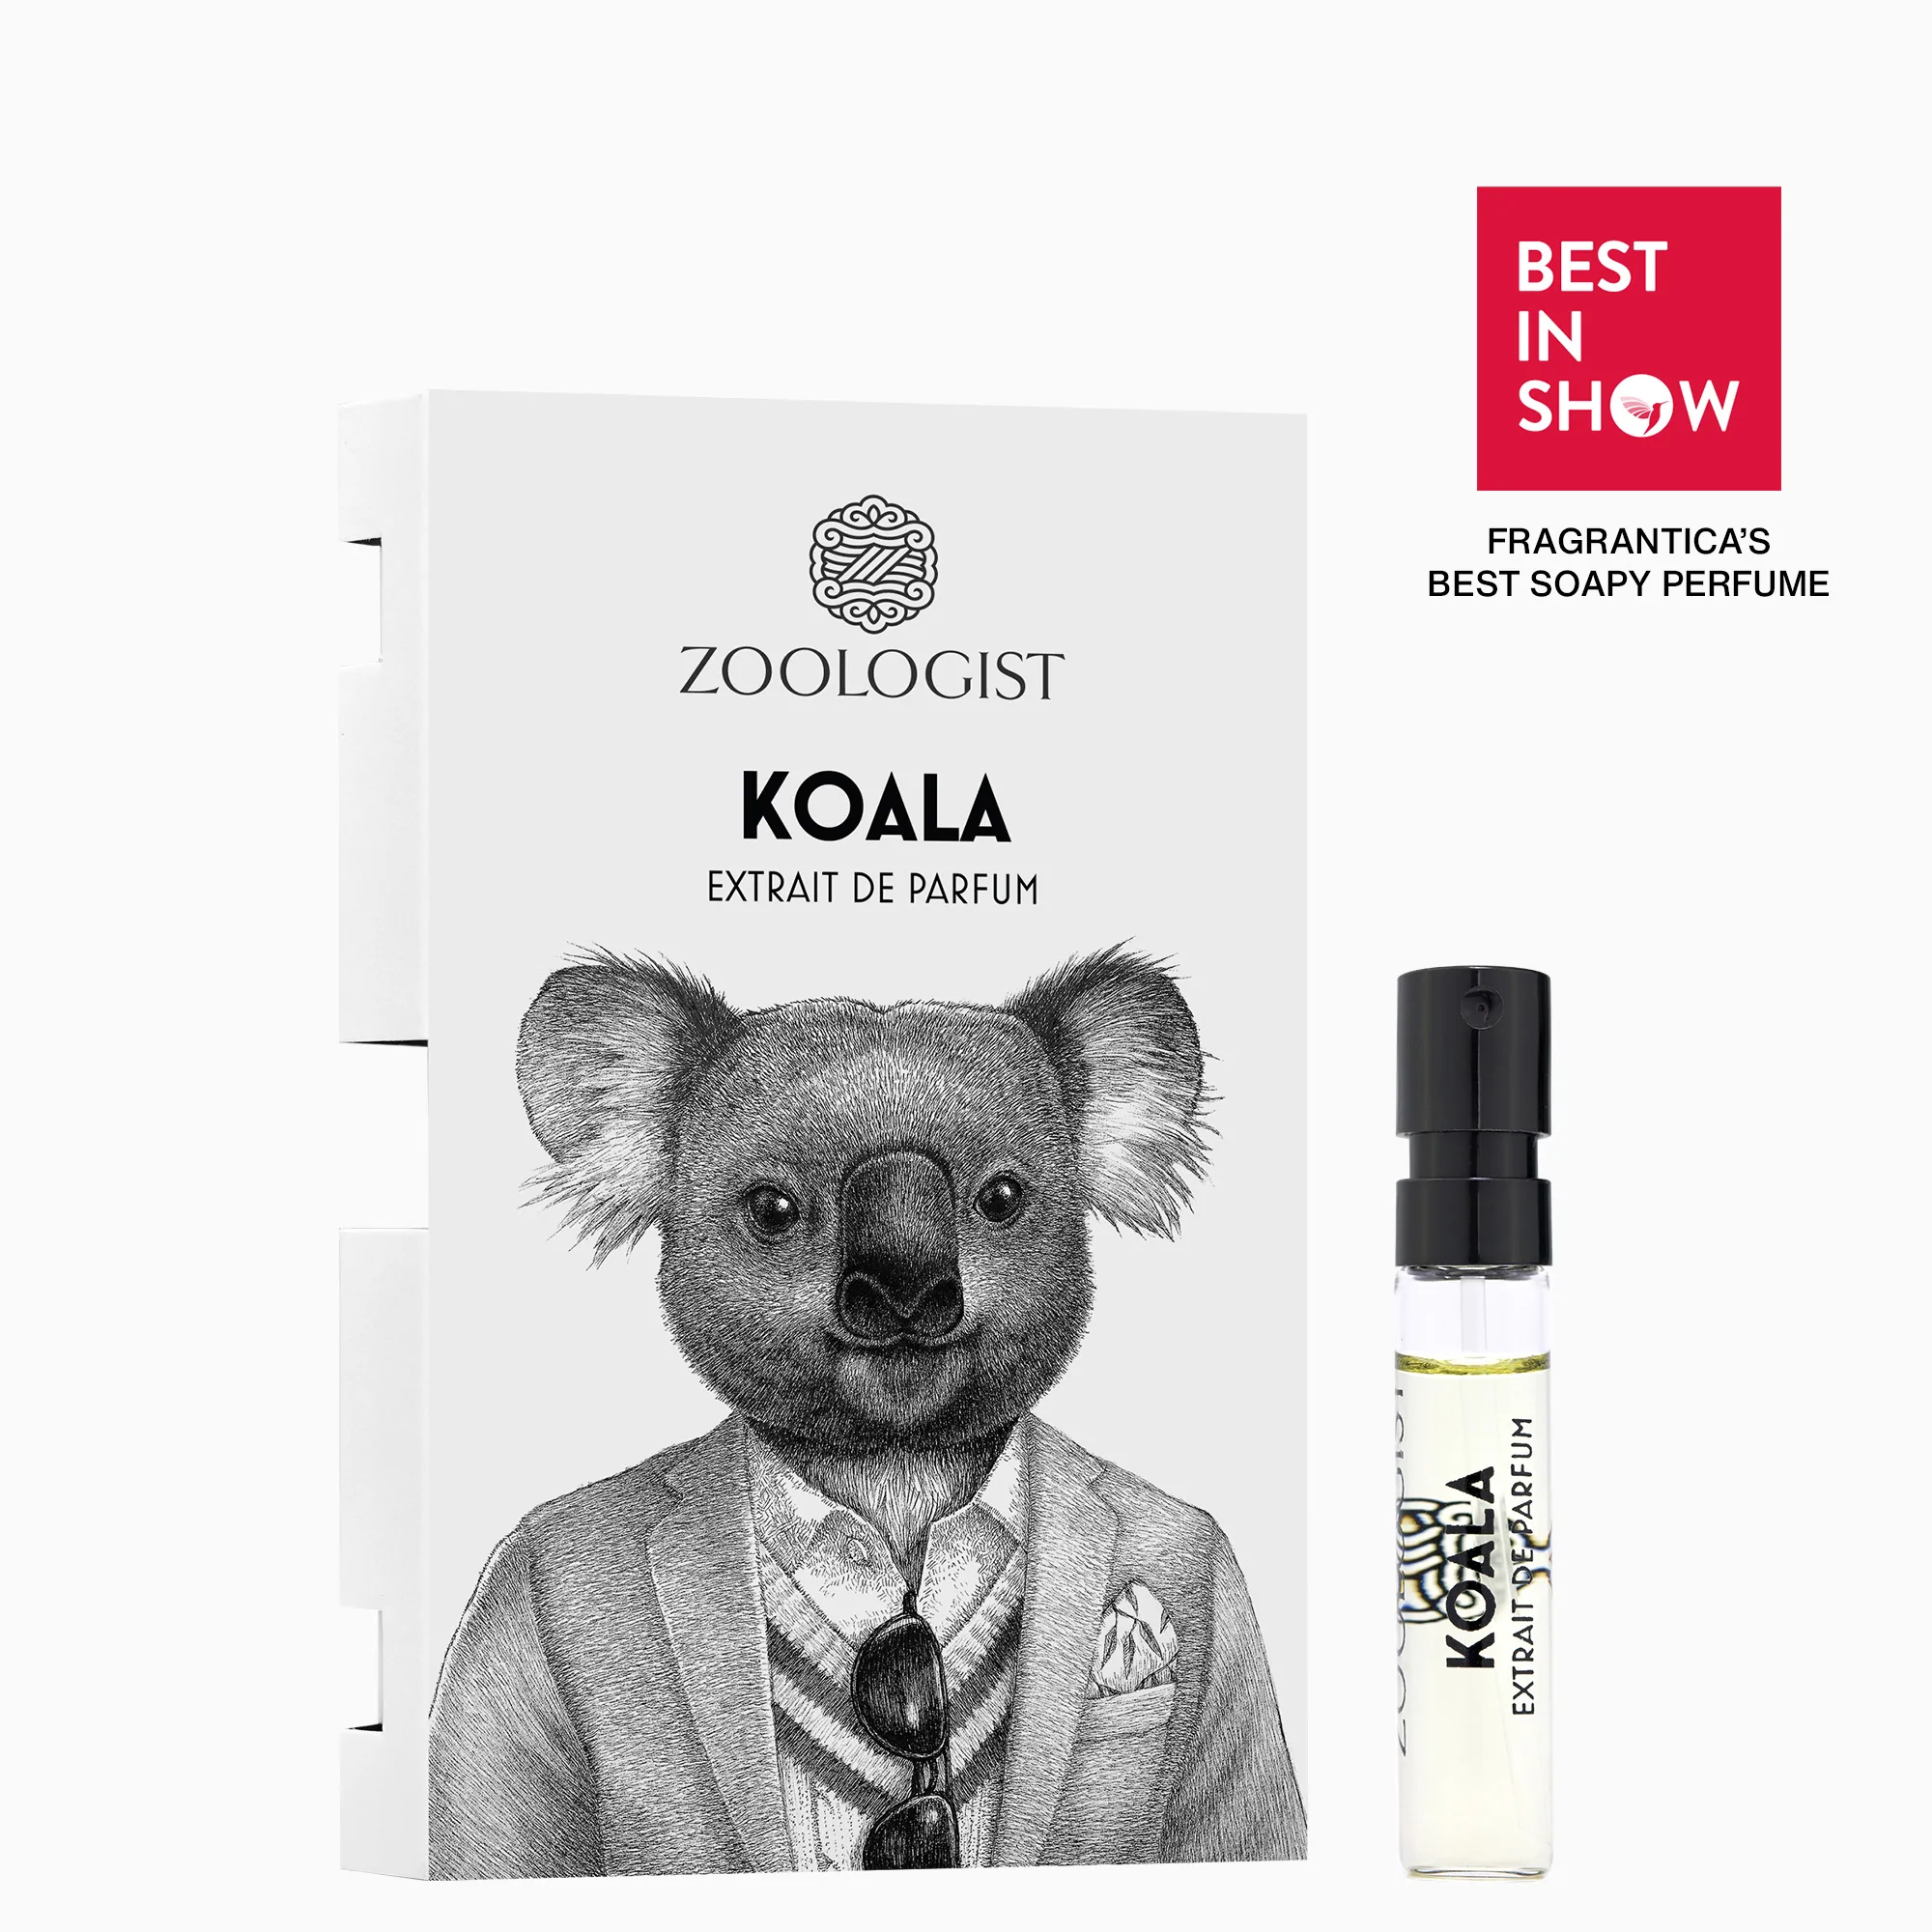 BEST
IN
SHOW
FRAGRANTICA'S
BEST SOAPY PERFUME
ZOOLOGIST
KOALA
EXTRAIT DE PARFUM
ZOOLOGIST
KOALA
EXTRAIT DE PARFUM